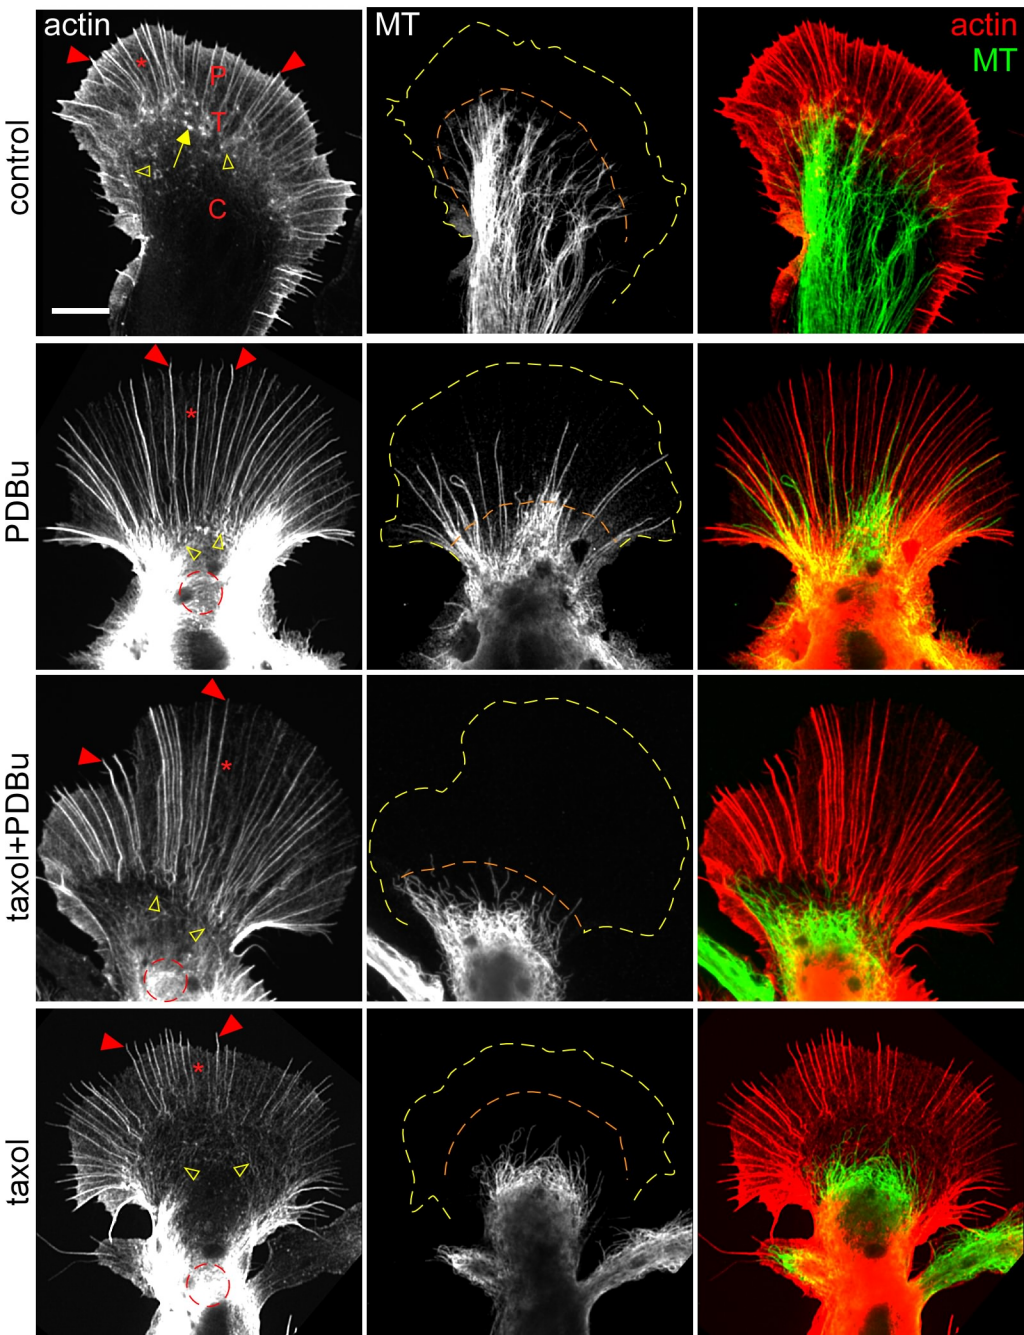 actin
MT
actin
MT
control
P
*
T
C
PDBu
*
taxol+PDBu
*
taxol
*